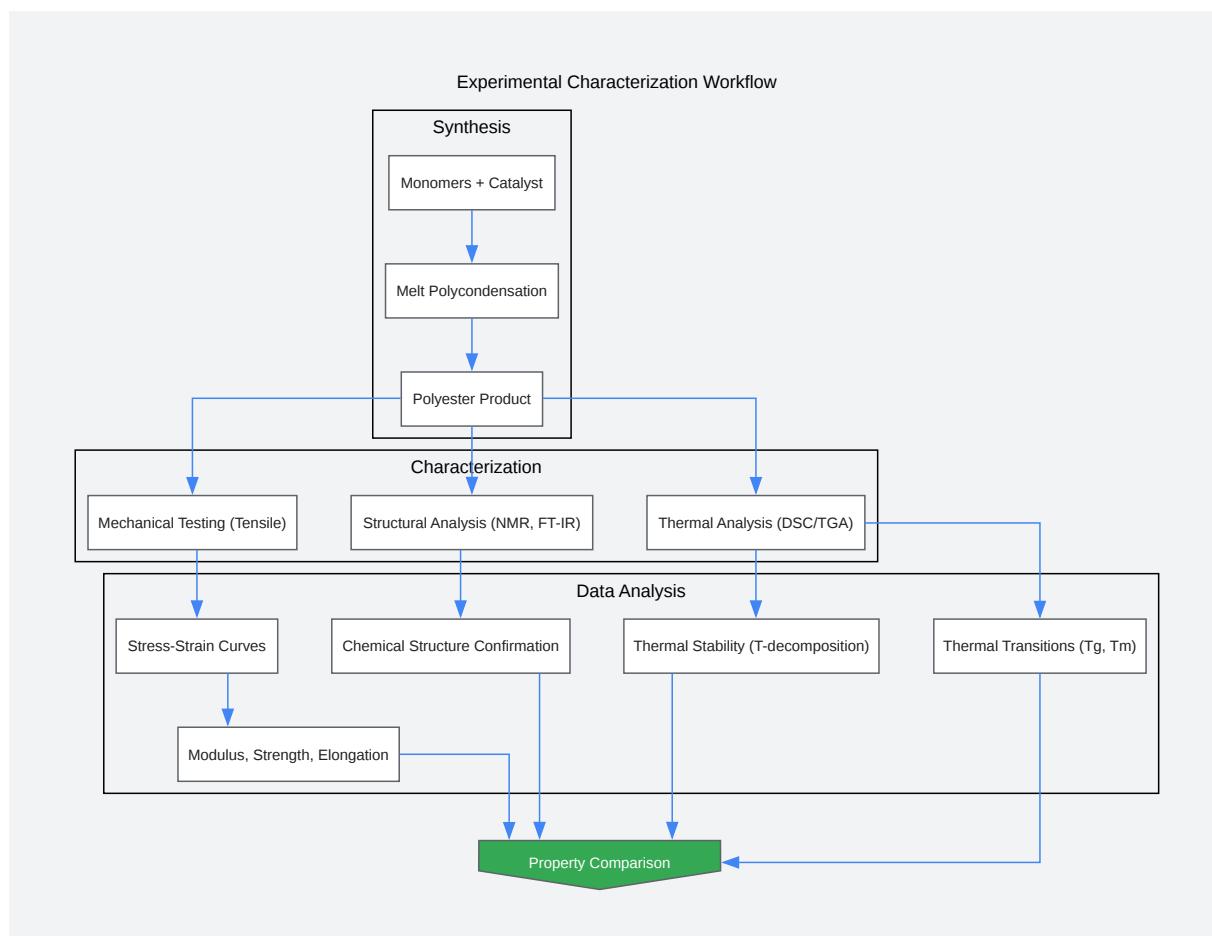 Experimental Characterization Workflow
Synthesis
Monomers + Catalyst
Melt Polycondensation
Polyester Product
Characterization
Mechanical Testing (Tensile)
Structural Analysis (NMR, FT-IR)
Thermal Analysis (DSC/TGA)
Data Analysis
Stress-Strain Curves
Chemical Structure Confirmation
Thermal Stability (T-decomposition)
Thermal Transitions (Tg, Tm)
Modulus, Strength, Elongation
Property Comparison